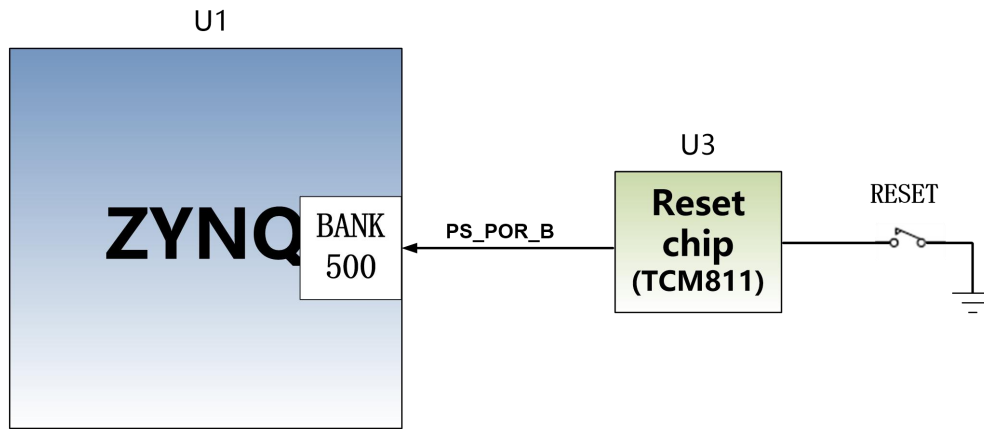 U1
ZYNQ
BANK
500
PS_POR_B
U3
Reset
chip
(TCM811)
RESET